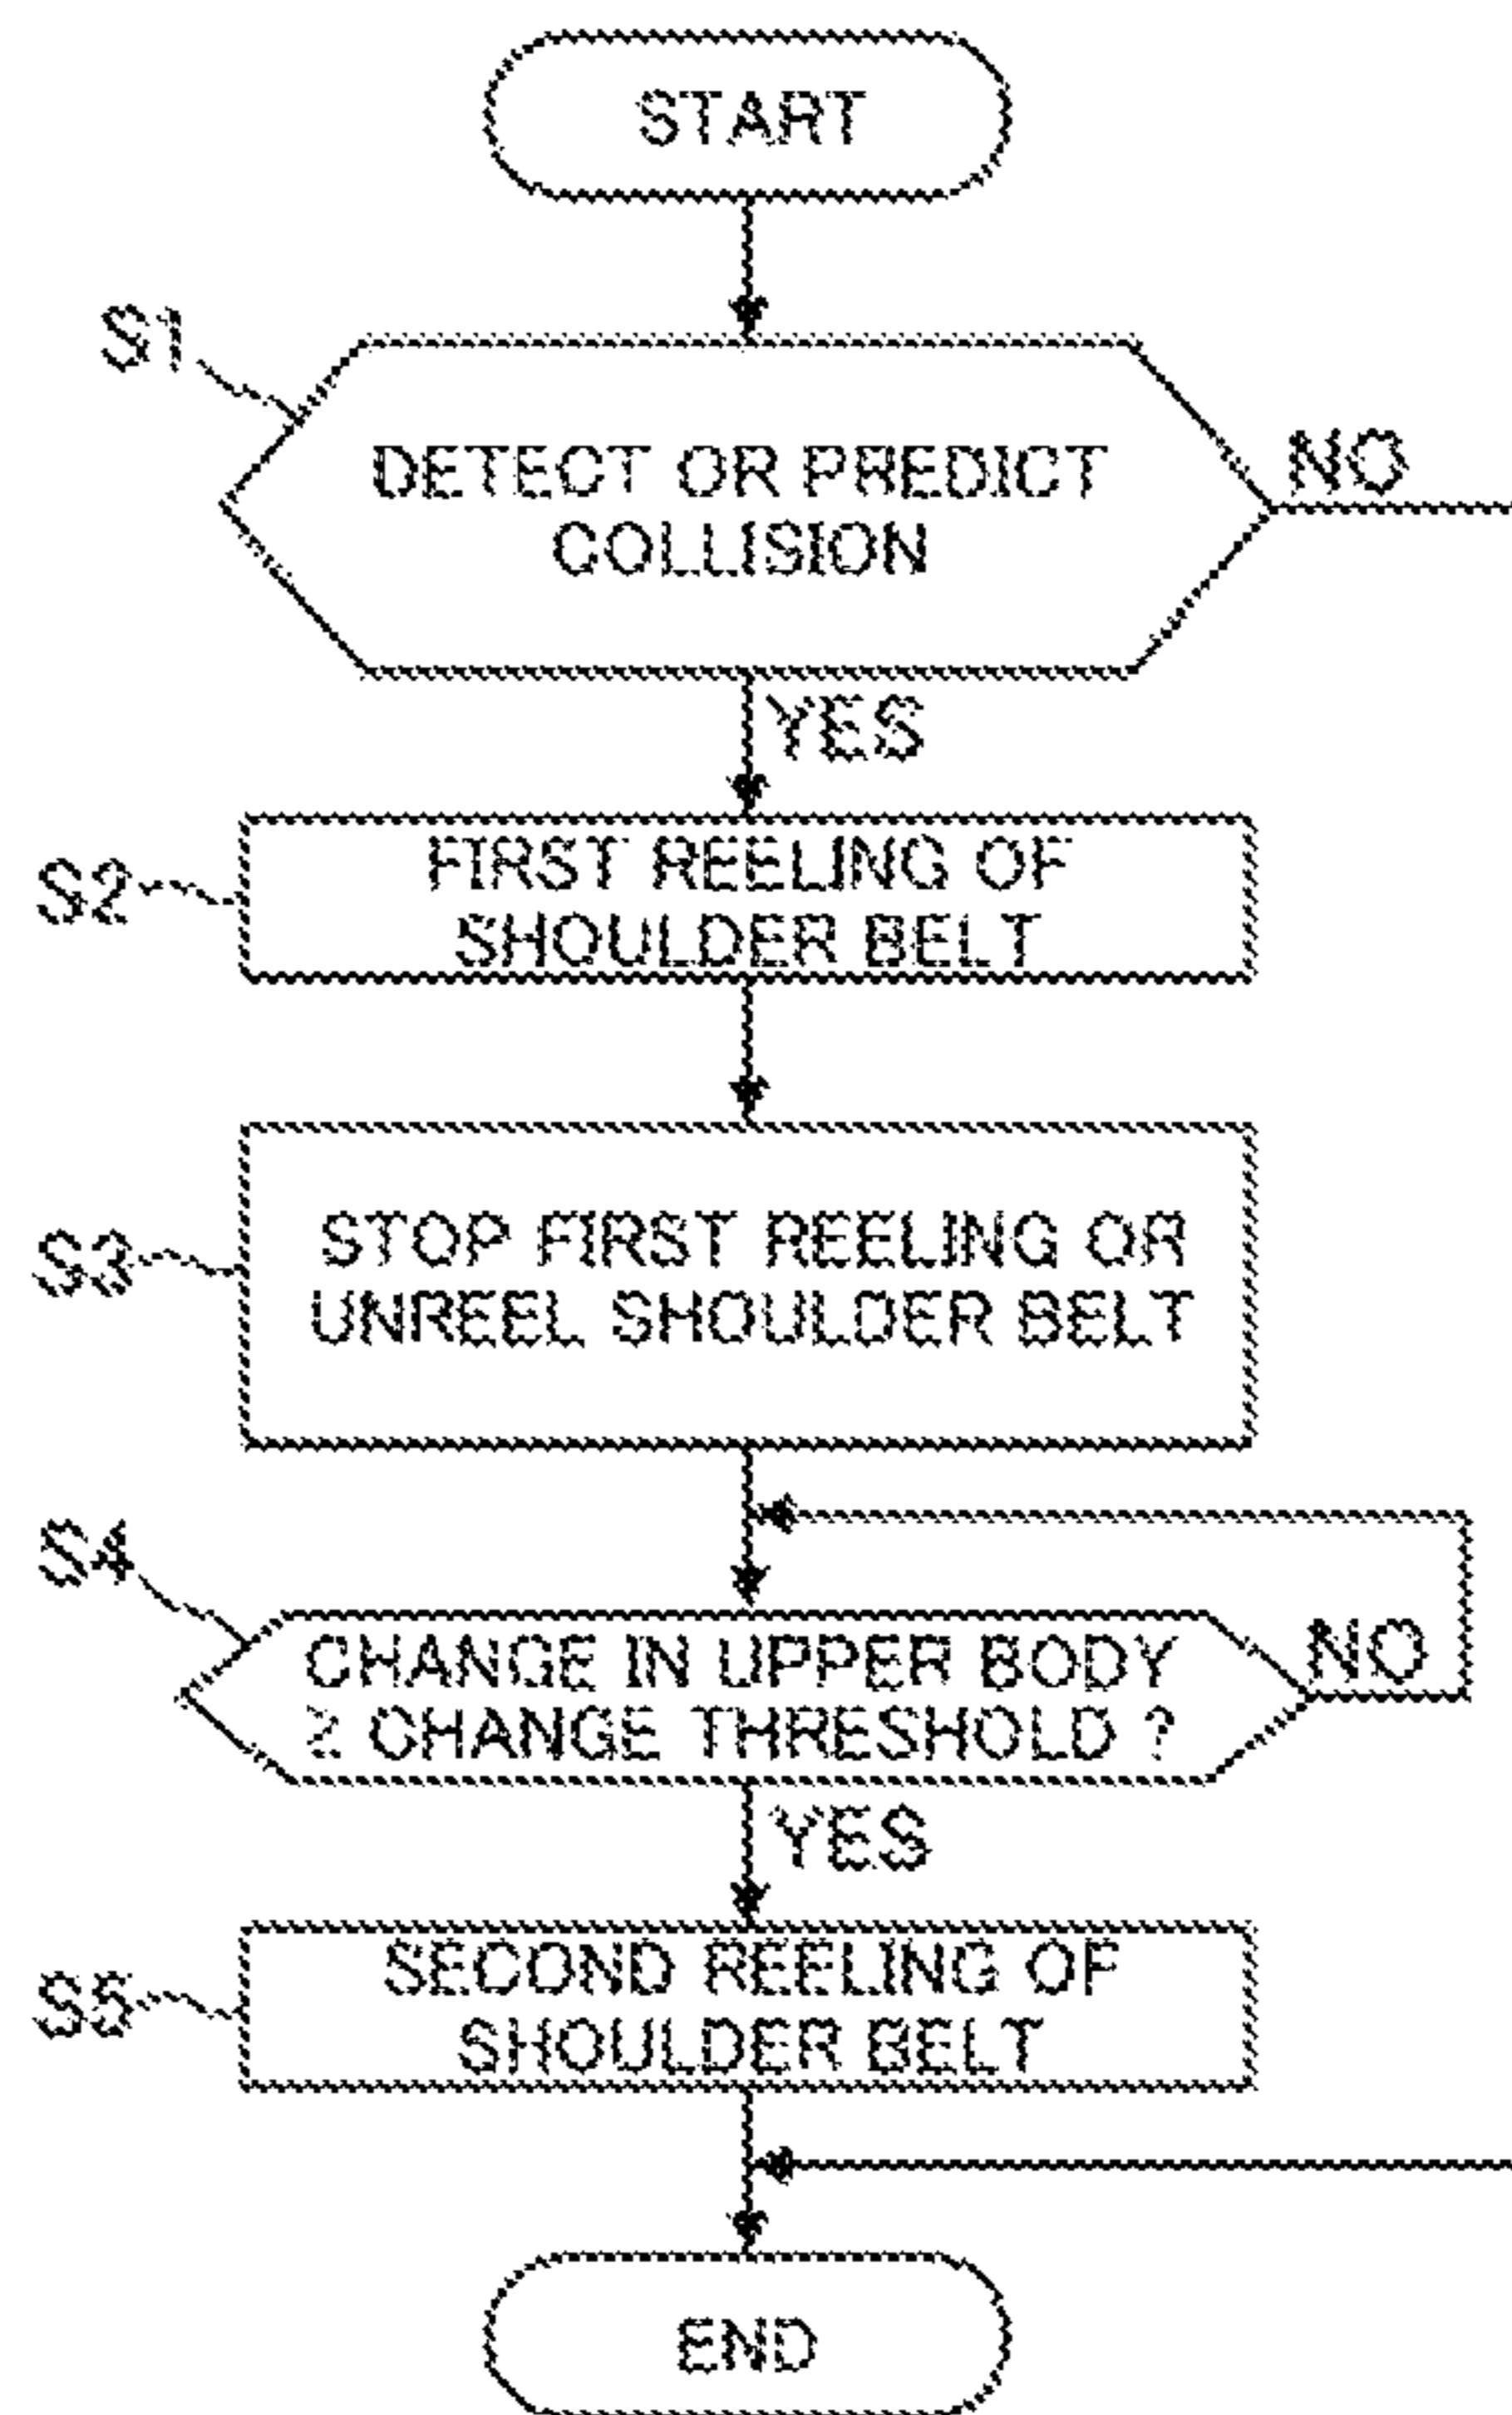 START
S1
DETECT OR PREDICT
COLLISION
NO
YES
S2
FIRST REELING OF
SHOULDER BELT
S3
STOP FIRST REELING OR
UNREEL SHOULDER BELT
S4
CHANGE IN UPPER BODY
≥ CHANGE THRESHOLD ?
NO
YES
S5
SECOND REELING OF
SHOULDER BELT
END